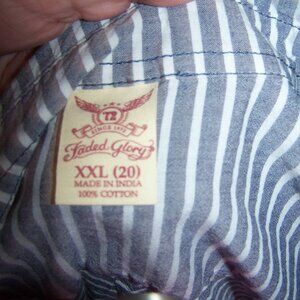 72
SINCE 1972
Faded Glory
XXL (20)
MADE IN INDIA
100% COTTON